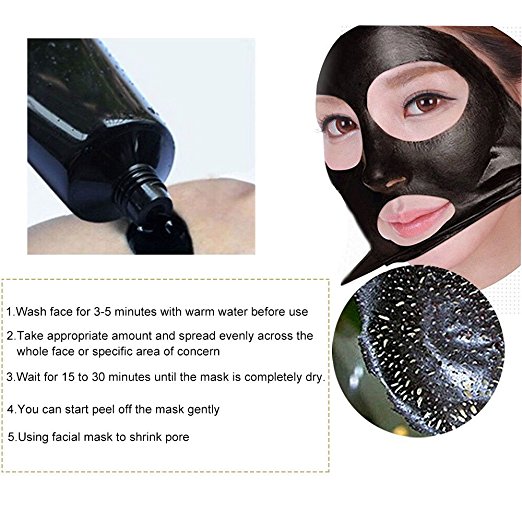 1.Wash face for 3-5 minutes with warm water before use
2.Take appropriate amount and spread evenly across the
whole face or specific area of concern
3.Wait for 15 to 30 minutes until the mask is completely dry.
4.You can start peel off the mask gently
5.Using facial mask to shrink pore